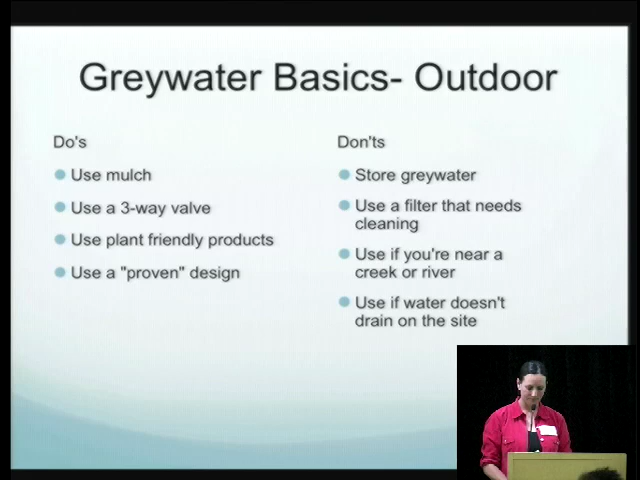 Greywater Basics- Outdoor
Do's
Use mulch
Use a 3-way valve
Use plant friendly products
Use a "proven" design
Don'ts
Store greywater
Use a filter that needs
cleaning
Use if you're near a
creek or river
Use if water doesn't
drain on the site